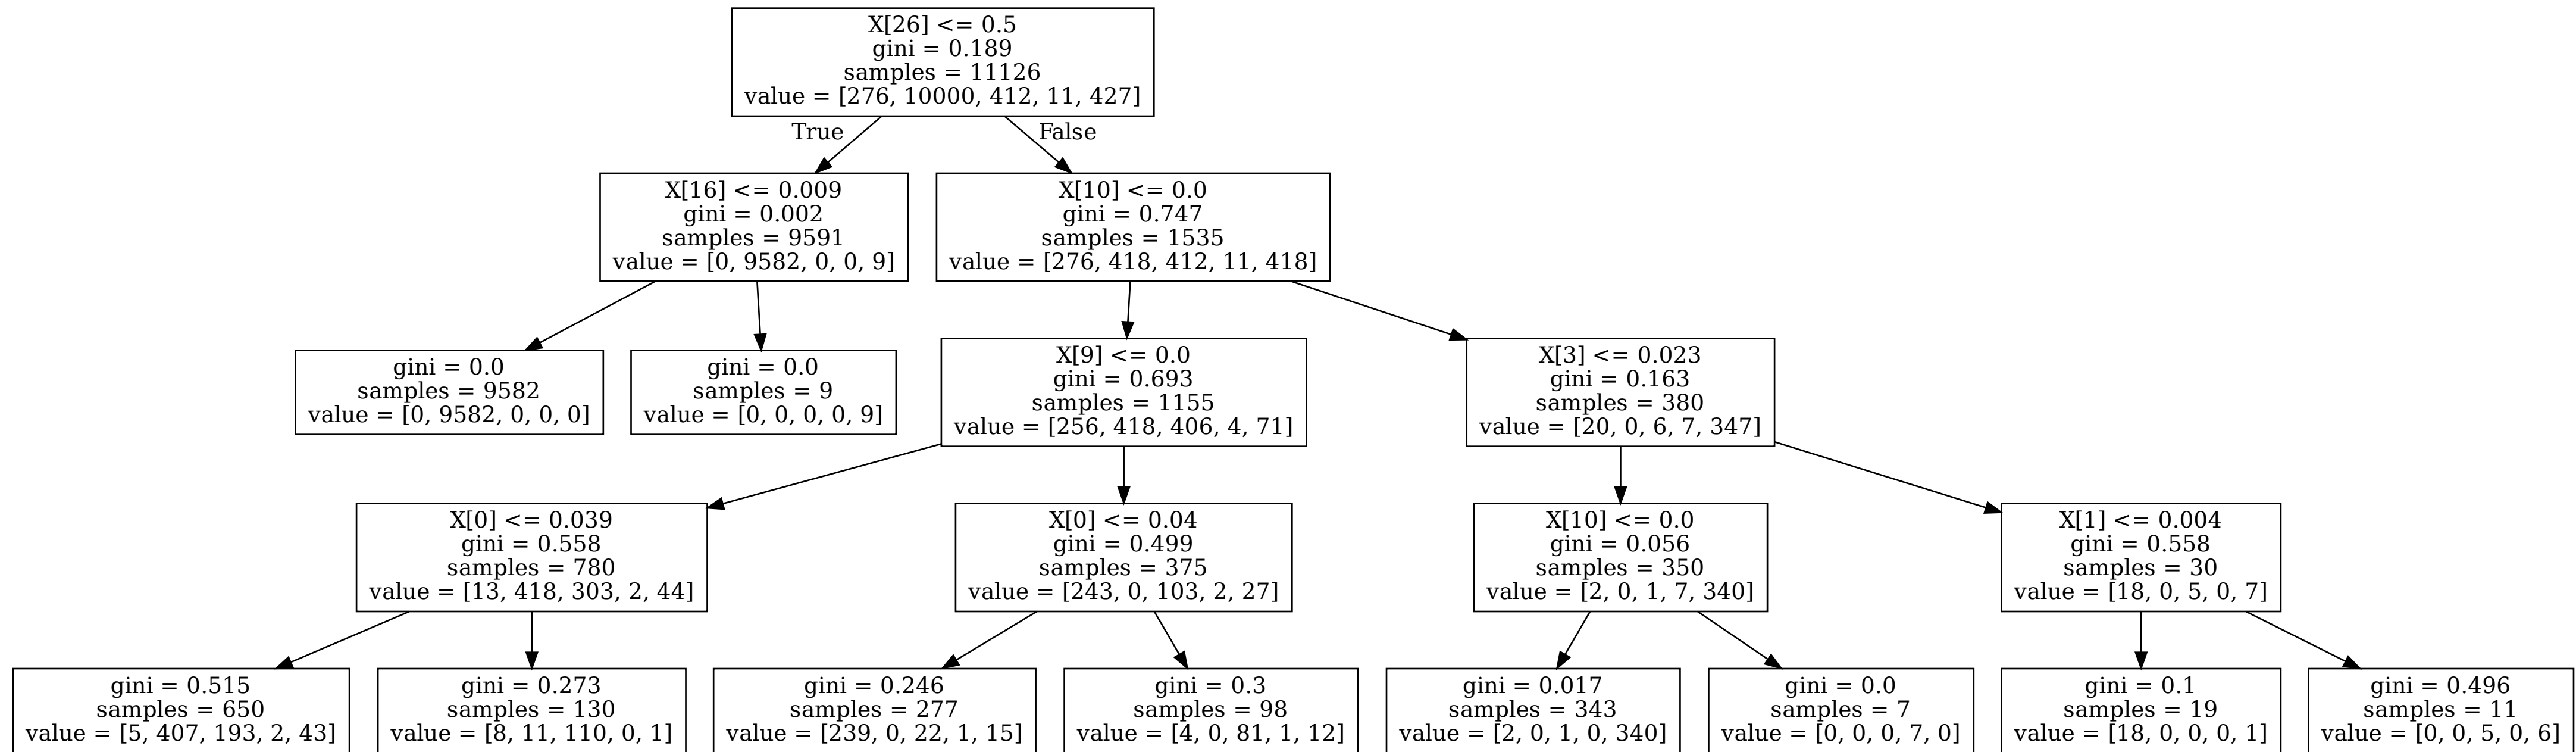 X[26] <= 0.5
gini = 0.189
samples = 11126
value = [276, 10000, 412, 11, 427]
True
False
X[16] <= 0.009
gini = 0.002
samples = 9591
value = [0, 9582, 0, 0, 9]
X[10] <= 0.0
gini = 0.747
samples = 1535
value = [276, 418, 412, 11, 418]
gini = 0.0
samples = 9582
value = [0, 9582, 0, 0, 0]
gini = 0.0
samples = 9
value = [0, 0, 0, 0, 9]
X[9] <= 0.0
gini = 0.693
samples = 1155
value = [256, 418, 406, 4, 71]
X[3] <= 0.023
gini = 0.163
samples = 380
value = [20, 0, 6, 7, 347]
X[0] <= 0.039
gini = 0.558
samples = 780
value = [13, 418, 303, 2, 44]
X[0] <= 0.04
gini = 0.499
samples = 375
value = [243, 0, 103, 2, 27]
X[10] <= 0.0
gini = 0.056
samples = 350
value = [2, 0, 1, 7, 340]
X[1] <= 0.004
gini = 0.558
samples = 30
value = [18, 0, 5, 0, 7]
gini = 0.515
samples = 650
value = [5, 407, 193, 2, 43]
gini = 0.273
samples = 130
value = [8, 11, 110, 0, 1]
gini = 0.246
samples = 277
value = [239, 0, 22, 1, 15]
gini = 0.3
samples = 98
value = [4, 0, 81, 1, 12]
gini = 0.017
samples = 343
value = [2, 0, 1, 0, 340]
gini = 0.0
samples = 7
value = [0, 0, 0, 7, 0]
gini = 0.1
samples = 19
value = [18, 0, 0, 0, 1]
gini = 0.496
samples = 11
value = [0, 0, 5, 0, 6]